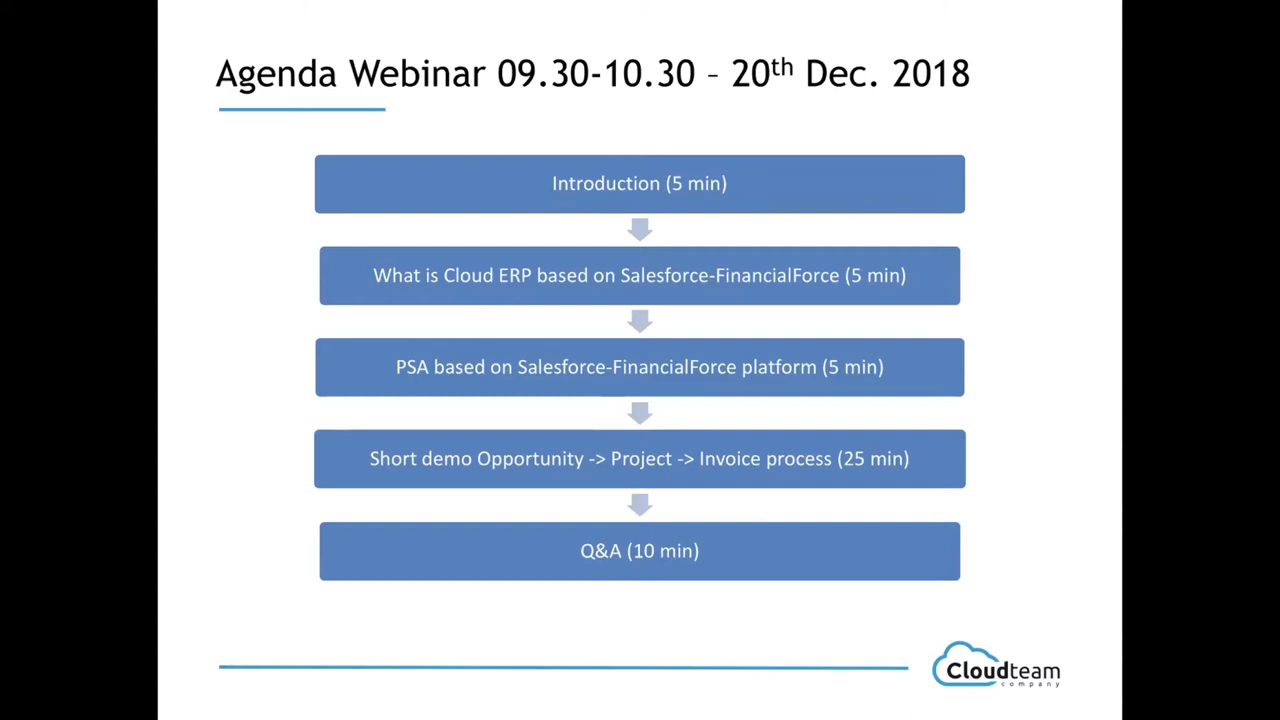 Agenda Webinar 09.30-10.30 – 20th Dec. 2018
Introduction (5 min)
What is Cloud ERP based on Salesforce-FinancialForce (5 min)
PSA based on Salesforce-FinancialForce platform (5 min)
Short demo Opportunity -> Project -> Invoice process (25 min)
Q&A (10 min)
Cloudteam
company